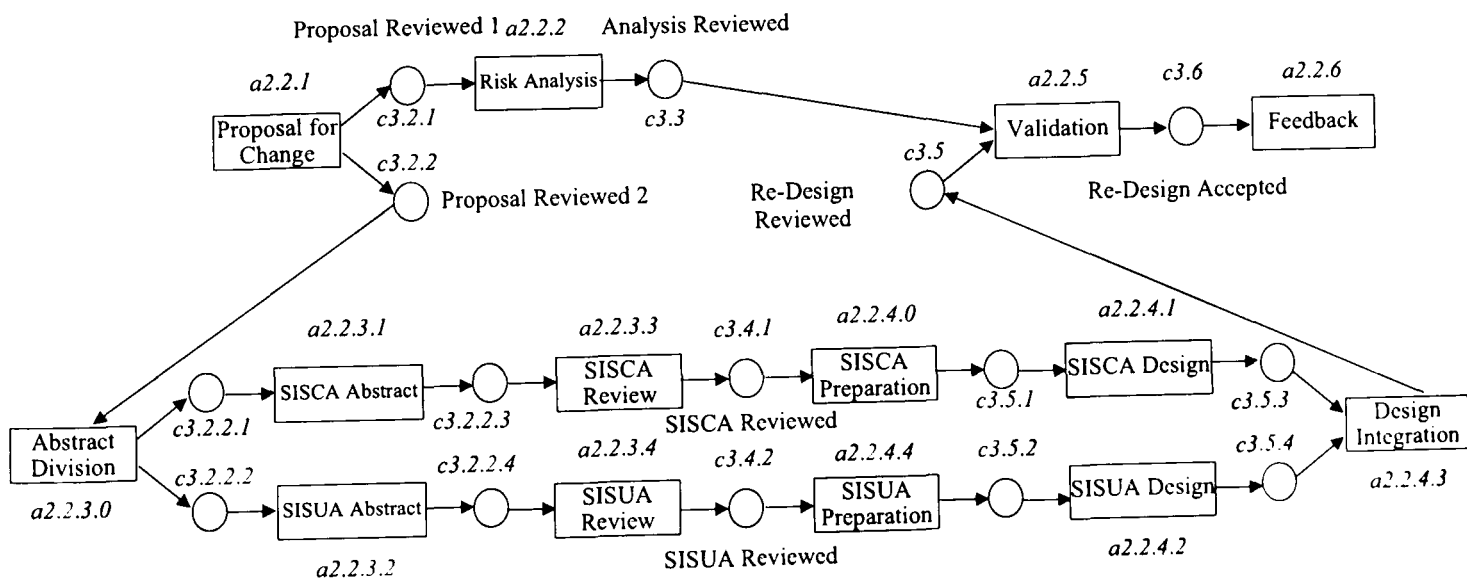 Proposal Reviewed 1
a2.2.2
Analysis Reviewed
a2.2.1
Risk Analysis
a2.2.5
c3.6
a2.2.6
c3.2.1
c3.3
Proposal for
Change
Validation
Feedback
c3.2.2
c3.5
Proposal Reviewed 2
Re-Design
Reviewed
Re-Design Accepted
a2.2.3.1
a2.2.3.3
c3.4.1
a2.2.4.0
a2.2.4.1
SISCA Abstract
SISCA
Review
SISCA
Preparation
SISCA Design
c3.2.2.1
c3.2.2.3
SISCA Reviewed
c3.5.1
c3.5.3
Abstract
Division
Design
Integration
a2.2.3.4
c3.2.2.2
c3.2.2.4
c3.4.2
a2.2.4.4
c3.5.2
c.3.5.4
a2.2.3.0
a2.2.4.3
SISUA Abstract
SISUA
Review
SISUA
Preparation
SISUA Design
a2.2.3.2
SISUA Reviewed
a2.2.4.2